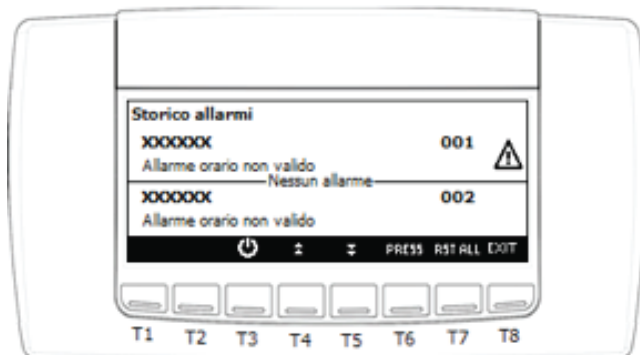 Storico allarmi
XXXXXX 001
Allarme orario non valido
Nessun allarme
XXXXXX 002
Allarme orario non valido
PRESS RST ALL EXIT
T1 T2 T3 T4 T5 T6 T7 T8